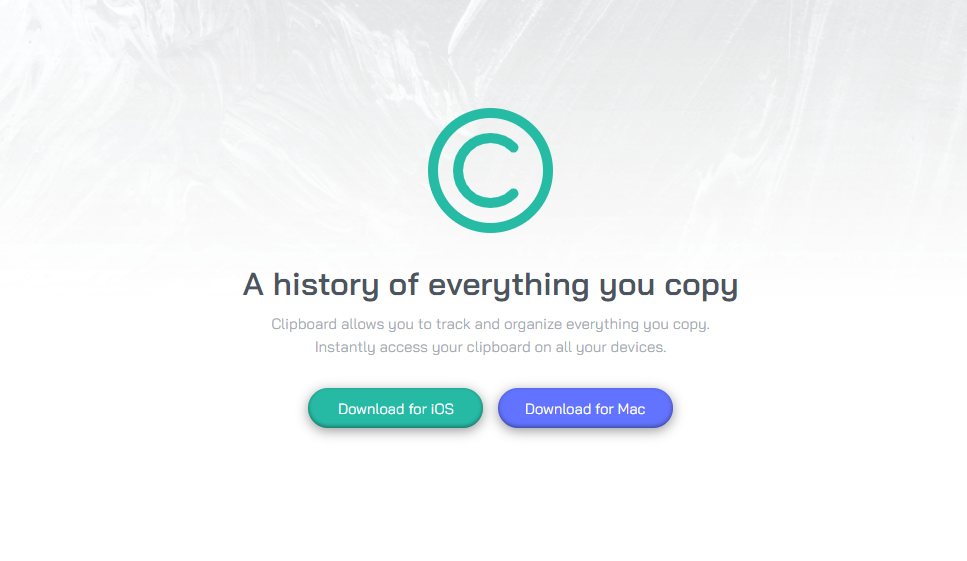 A history of everything you copy
Clipboard allows you to track and organize everything you copy.
Instantly access your clipboard on all your devices.
Download for iOS
Download for Mac